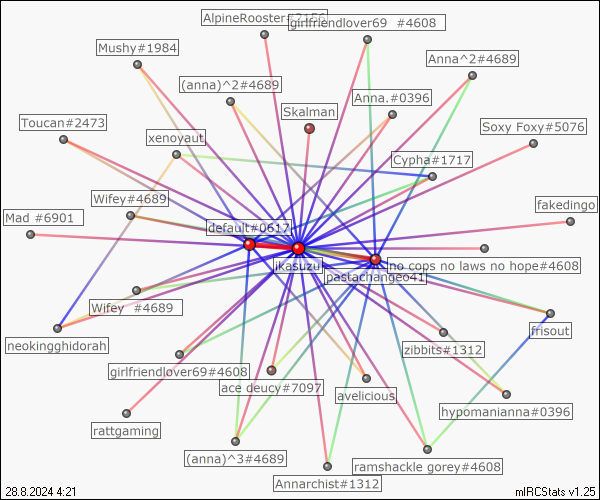 AlpineRooster
girlfriendlover69 #4608
Mushy#1984
Anna^2#4689
(anna)^2#4689
Anna.#0396
Skalman
Toucan#2473
Soxy Foxy#5076
xenoyaut
Cypha#1717
Wifey#4689
fakedingo
Mad #6901
default#0617
ikasuzu
no cops no laws no hope#4608
pastachange041
Wifey #4689
frisout
neokingghidorah
zibbits#1312
girlfriendlover69#4608
ace deucy#7097
avelicious
hypomanianna#0396
rattgaming
(anna)^3#4689
ramshackle gorey#4608
Annarchist#1312
28.8.2024 4:21
mIRCStats v1.25